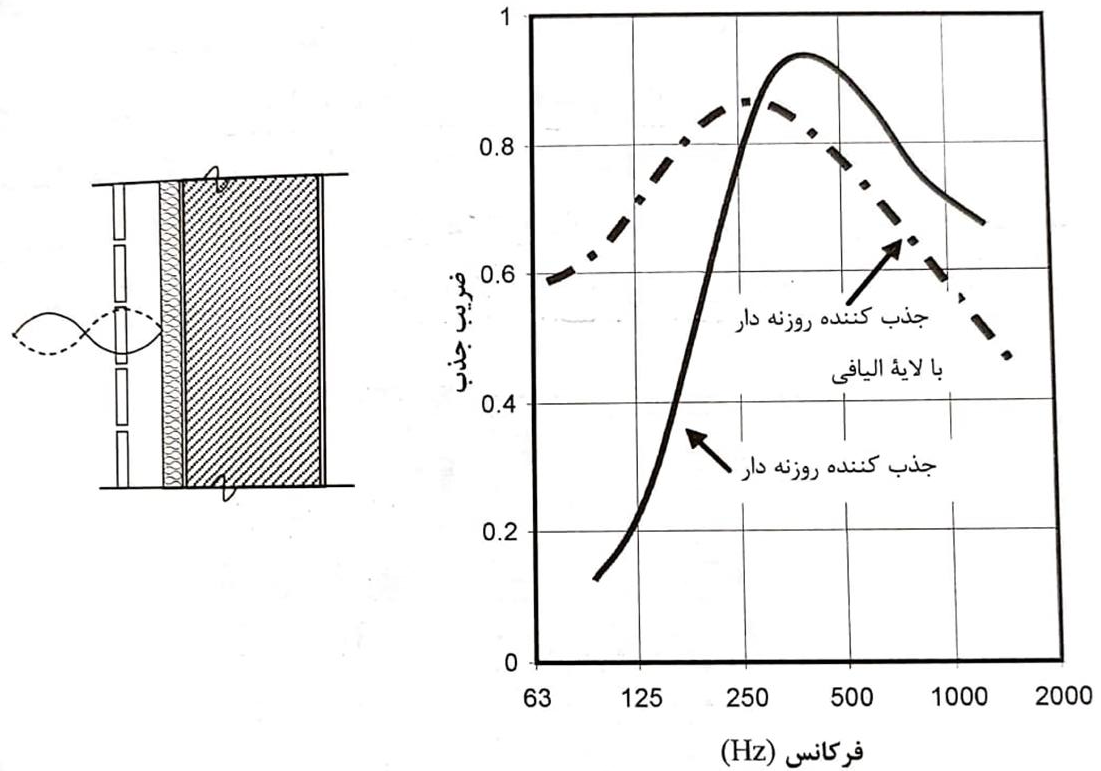 1
0.8
0.6
0.4
0.2
0
ضریب جذب
جذب کننده روزنه دار
با لایۀ الیافی
جذب کننده روزنه دار
63 125 250 500 1000 2000
فرکانس (Hz)